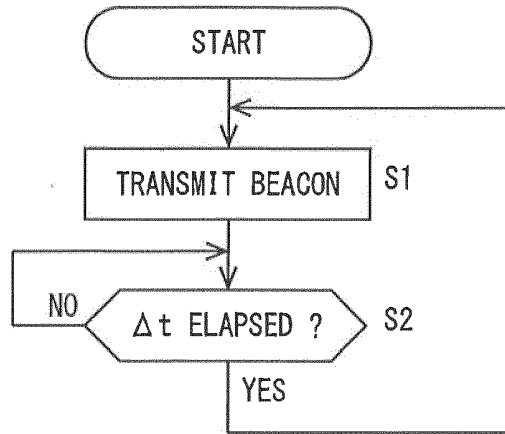 START
TRANSMIT BEACON S1
NO Δt ELAPSED ? S2
YES